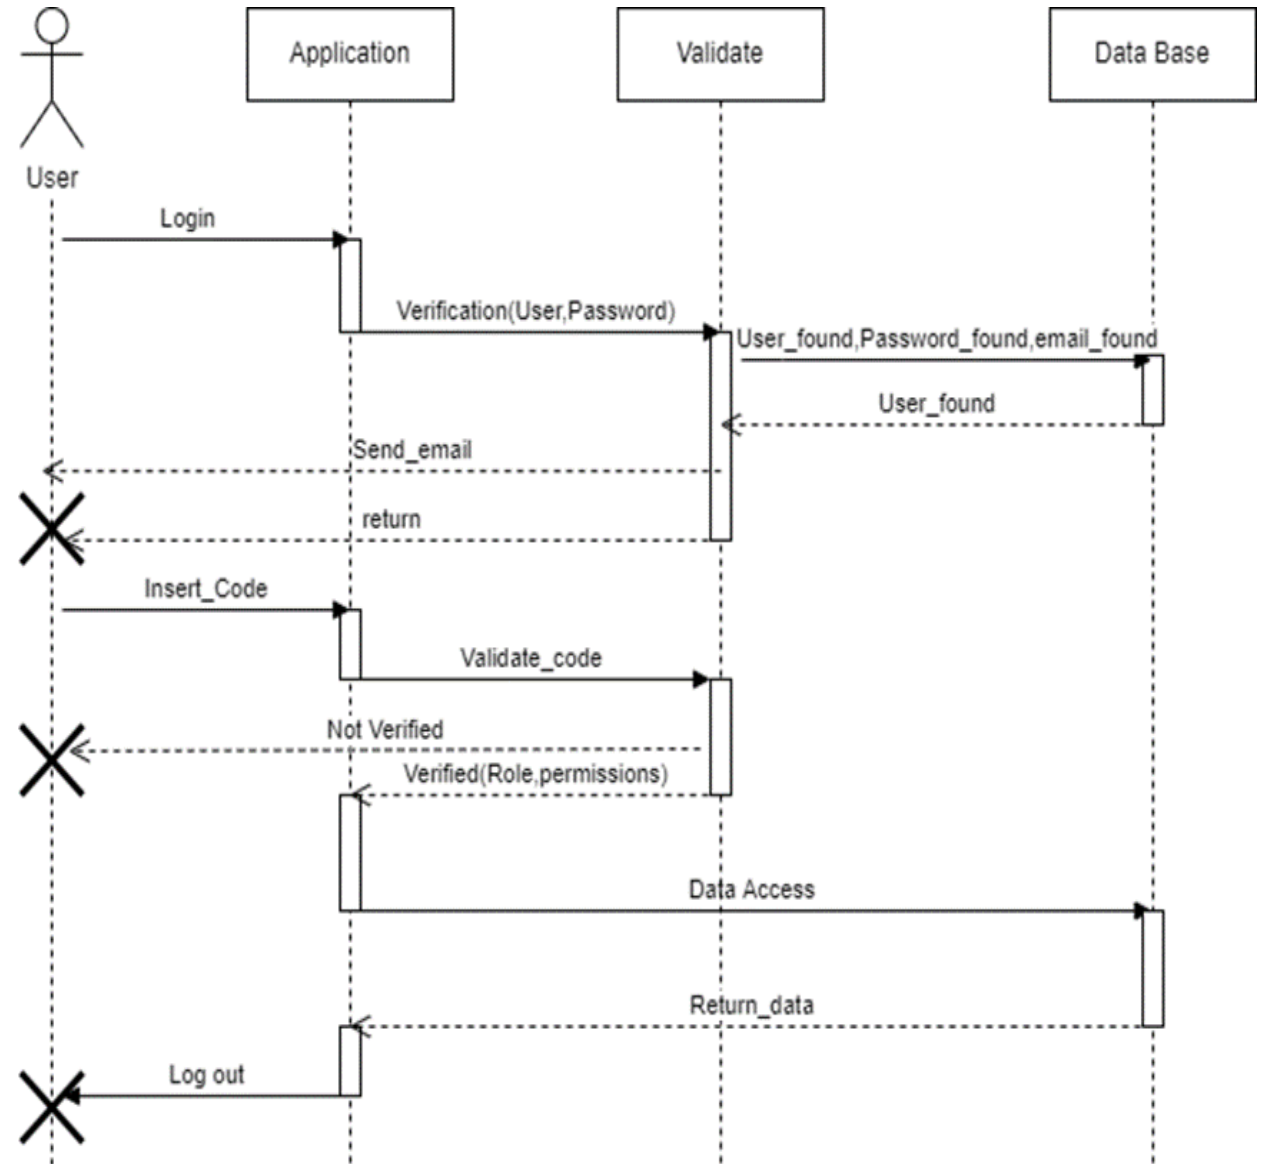 Application
Validate
Data Base
User
Login
Verification(User,Password)
User_found,Password_found,email_found
User_found
Send_email
return
Insert_Code
Validate_code
Not Verified
Verified(Role,permissions)
Data Access
Return_data
Log out